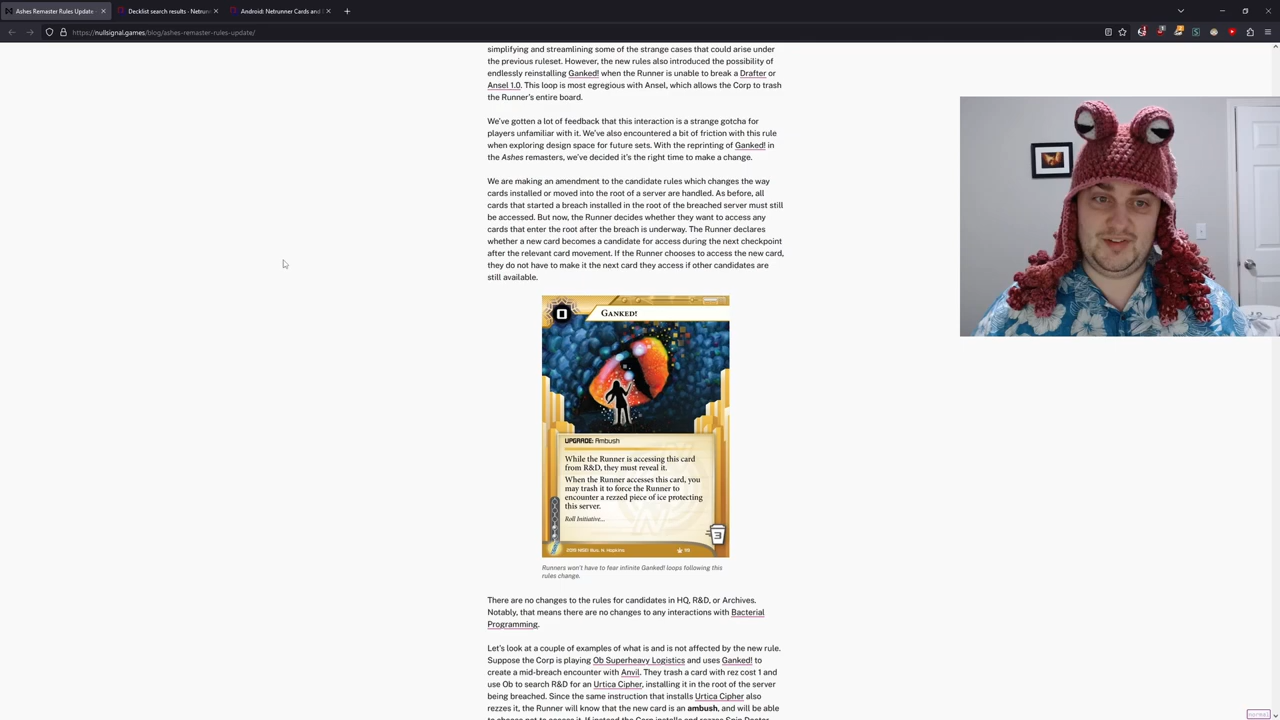 Ashes Remaster Rules Update
Decklist search results · Netrunn
Android: Netrunner Cards and
https://nullsignal.games/blog/ashes-remaster-rules-update/
simplifying and streamlining some of the strange cases that could arise under
the previous ruleset. However, the new rules also introduced the possibility of
endlessly reinstalling Ganked! when the Runner is unable to break a Drafter or
Ansel 1.0. This loop is most egregious with Ansel, which allows the Corp to trash
the Runner's entire board.
We've gotten a lot of feedback that this interaction is a strange gotcha for
players unfamiliar with it. We've also encountered a bit of friction with this rule
when exploring design space for future sets. With the reprinting of Ganked! in
the Ashes remasters, we've decided it's the right time to make a change.
We are making an amendment to the candidate rules which changes the way
cards installed or moved into the root of a server are handled. As before, all
cards that started a breach installed in the root of the breached server must still
be accessed. But now, the Runner decides whether they want to access any
cards that enter the root after the breach is underway. The Runner declares
whether a new card becomes a candidate for access during the next checkpoint
after the relevant card movement. If the Runner chooses to access the new card,
they do not have to make it the next card they access if other candidates are
still available.
0
Ganked!
UPGRADE: Ambush
While the Runner is accessing this card
from R&D, they must reveal it.
When the Runner accesses this card, you
may trash it to force the Runner to
encounter a rezzed piece of ice protecting
this server.
Roll Initiative...
3
Runners won't have to fear infinite Ganked! loops following this
rules change.
There are no changes to the rules for candidates in HQ, R&D, or Archives.
Notably, that means there are no changes to any interactions with Bacterial
Programming.
Let's look at a couple of examples of what is and is not affected by the new rule.
Suppose the Corp is playing Ob Superheavy Logistics and uses Ganked! to
create a mid-breach encounter with Anvil. They trash a card with rez cost 1 and
use Ob to search R&D for an Urtica Cipher, installing it in the root of the server
being breached. Since the same instruction that installs Urtica Cipher also
rezzes it, the Runner will know that the new card is an ambush, and will be able
to choose not to access it. If instead the Corp installs and rezzes Spin Doctor
normal